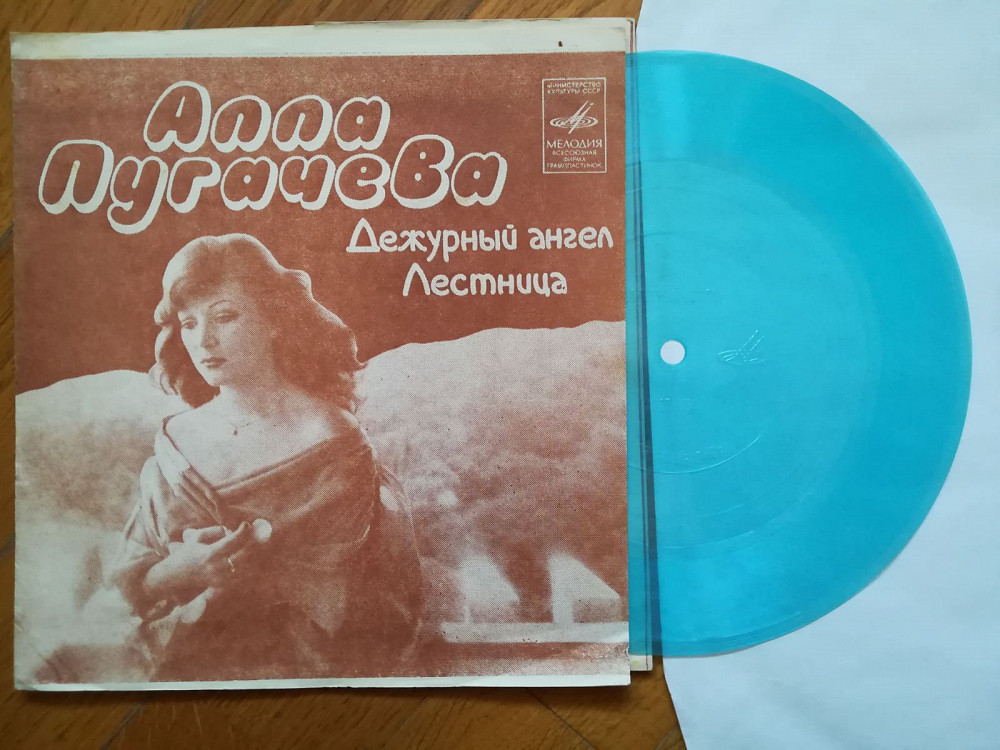 Алла
Пугачева
Дежурный ангел
Лестница
МИНИСТЕРСТВО
КУЛЬТУРЫ СССР
МЕЛОДИЯ
ВСЕСОЮЗНАЯ
ФИРМА
ГРАМПЛАСТИНОК